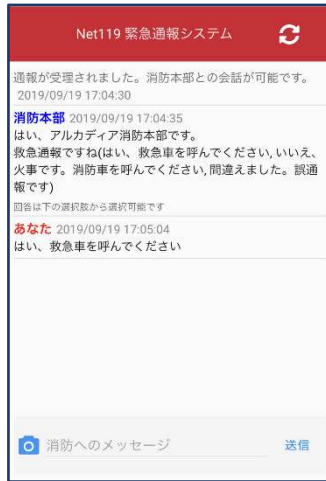 Net119 緊急通報システム
通報が受理されました。消防本部との会話が可能です。
2019/09/19 17:04:30
消防本部 2019/09/19 17:04:35
はい、アルカディア消防本部です。
救急通報ですね(はい、救急車を呼んでください,いいえ、
火事です。消防車を呼んでください,間違えました。誤通
報です)
回答は下の選択肢から選択可能です
あなた 2019/09/19 17:05:04
はい、救急車を呼んでください
消防へのメッセージ 送信